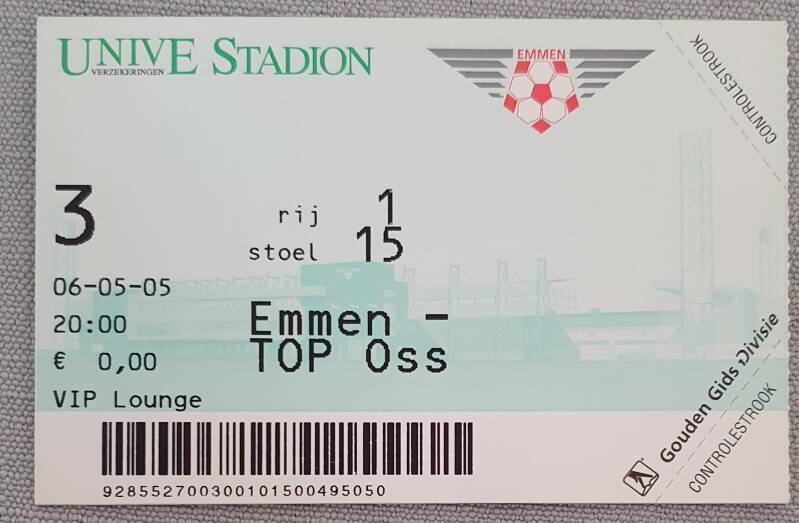 UNIVE STADION
VERZEKERINGEN
EMMEN
CONTROLESTROOK
3
rij 1
stoel 15
06-05-05
20:00
€ 0,00
VIP Lounge
Emmen -
TOP Oss
9285527003001015004950​50
Gouden Gids Divisie
CONTROLESTROOK